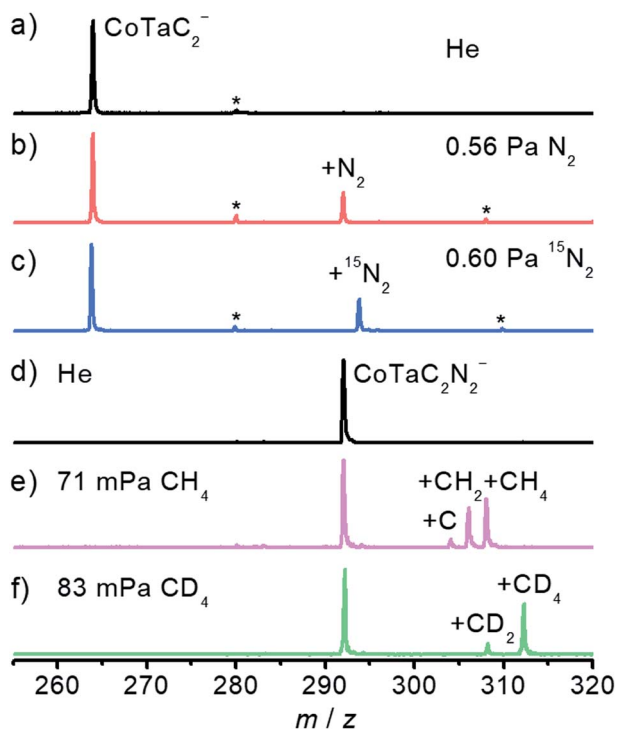 a) CoTaC₂⁻ He
*
b) 0.56 Pa N₂
+N₂
* *
c) 0.60 Pa ¹⁵N₂
+¹⁵N₂
* *
d) He CoTaC₂N₂⁻
e) 71 mPa CH₄ +CH₂+CH₄
+C
f) 83 mPa CD₄ +CD₄
+CD₂
260 270 280 290 300 310 320
m / z